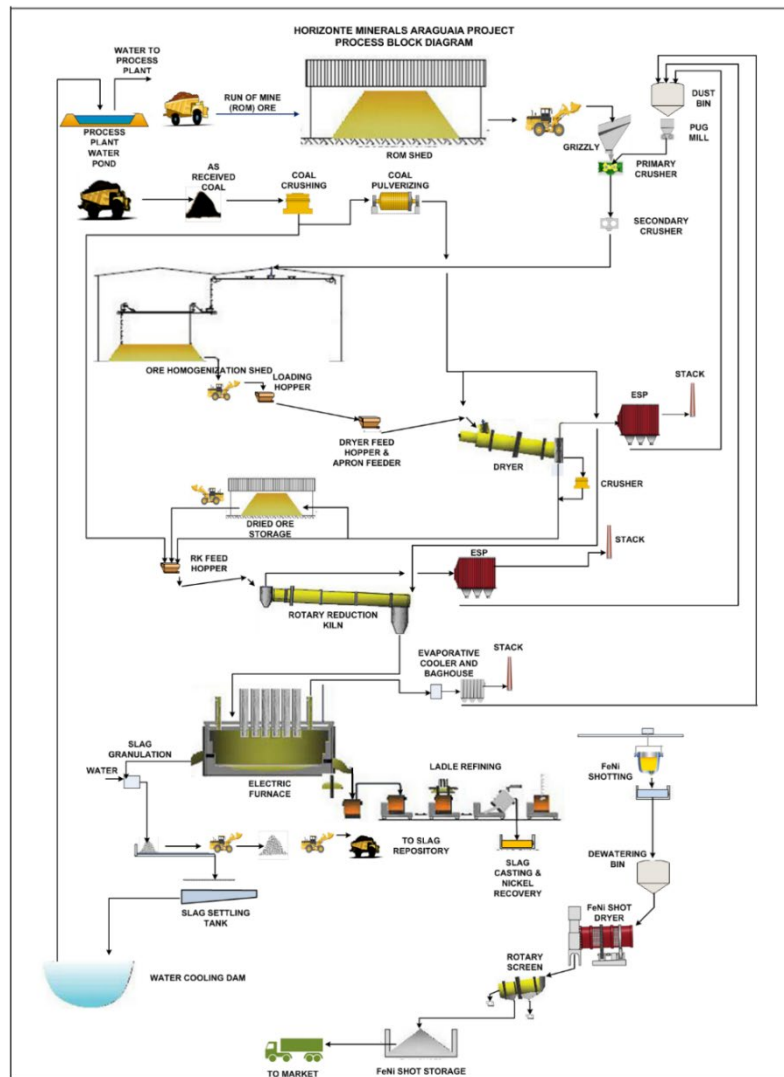 HORIZONTE MINERALS ARAGUAIA PROJECT
PROCESS BLOCK DIAGRAM
WATER TO
PROCESS
PLANT
RUN OF MINE
(ROM) ORE
PROCESS
PLANT
WATER
POND
ROM SHED
GRIZZLY
DUST
BIN
PUG
MILL
PRIMARY
CRUSHER
AS
RECEIVED
COAL
COAL
CRUSHING
COAL
PULVERIZING
SECONDARY
CRUSHER
ORE HOMOGENIZATION SHED
LOADING
HOPPER
DRYER FEED
HOPPER &
APRON FEEDER
DRYER
ESP
STACK
CRUSHER
DRIED ORE
STORAGE
RK FEED
HOPPER
ROTARY REDUCTION
KILN
ESP
STACK
EVAPORATIVE
COOLER AND
BAGHOUSE
STACK
SLAG
GRANULATION
WATER
ELECTRIC
FURNACE
LADLE REFINING
FeNi
SHOTTING
TO SLAG
REPOSITORY
SLAG
CASTING &
NICKEL
RECOVERY
DEWATERING
BIN
SLAG SETTLING
TANK
FeNi SHOT
DRYER
ROTARY
SCREEN
WATER COOLING DAM
TO MARKET
FeNi SHOT STORAGE